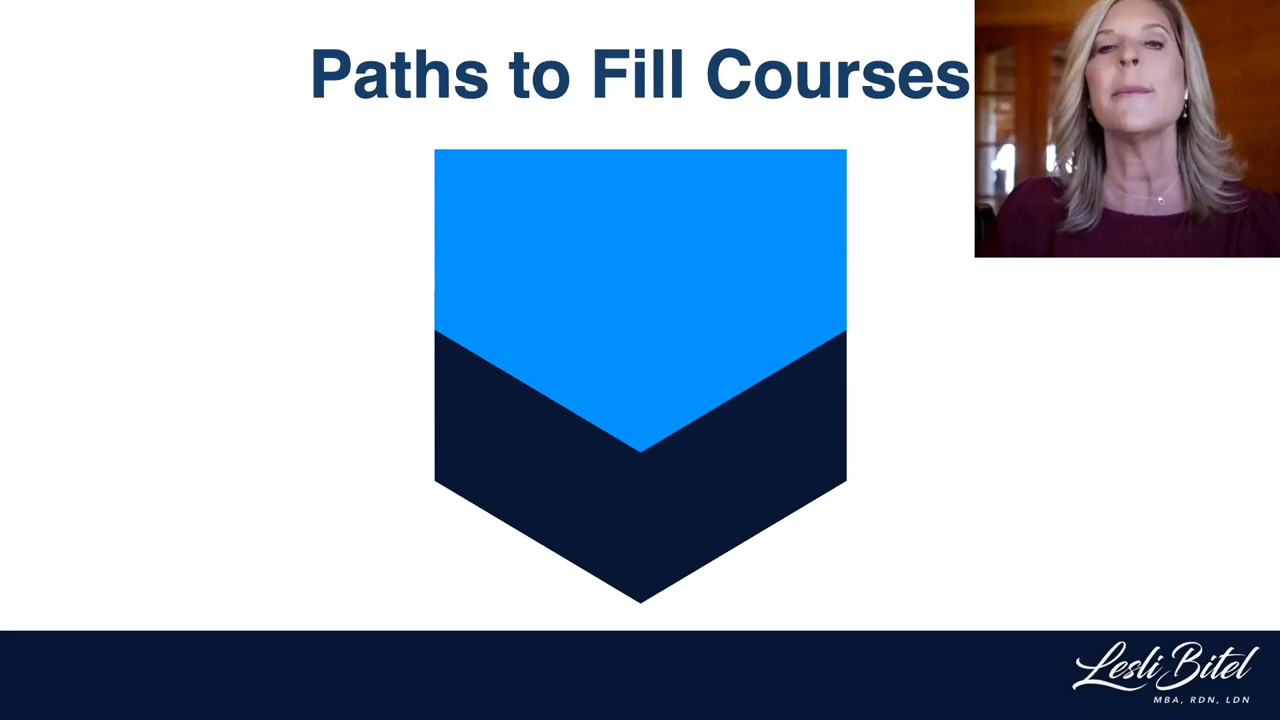 Paths to Fill Courses
Lesli Bitel
MBA, RDN, LDN